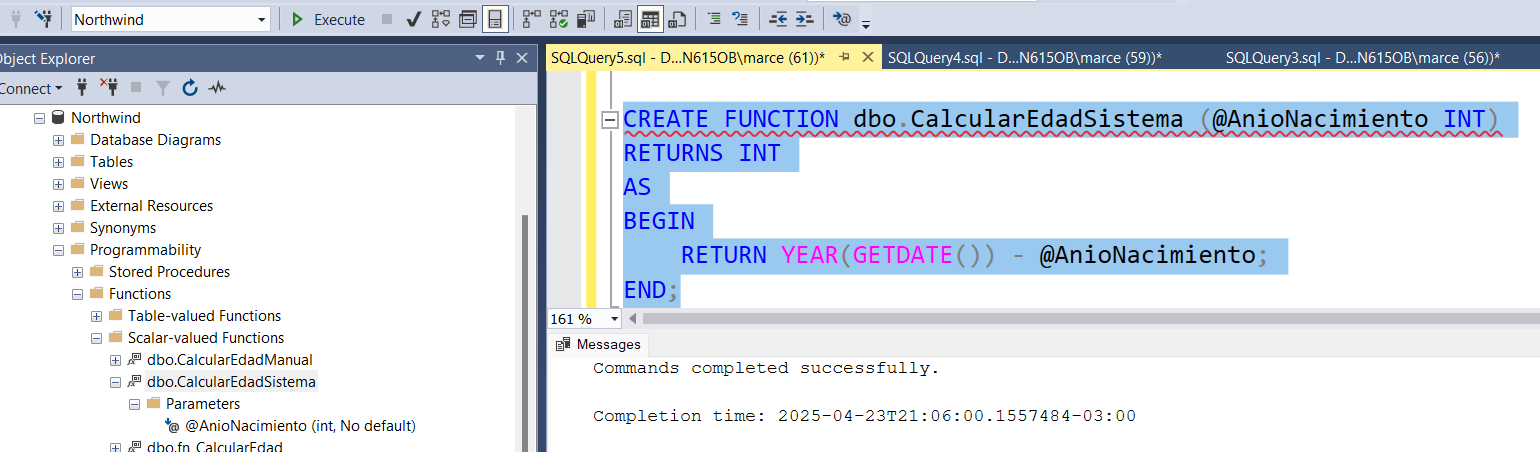 Northwind
Execute
Object Explorer
Connect
Northwind
Database Diagrams
Tables
Views
External Resources
Synonyms
Programmability
Stored Procedures
Functions
Table-valued Functions
Scalar-valued Functions
dbo.CalcularEdadManual
dbo.CalcularEdadSistema
Parameters
@AnioNacimiento (int, No default)
dbo.fn_CalcularEdad
SQLQuery5.sql - D...N615OB\marce (61))*
SQLQuery4.sql - D...N615OB\marce (59))*
SQLQuery3.sql - D...N615OB\marce (56))*
CREATE FUNCTION dbo.CalcularEdadSistema (@AnioNacimiento INT)
RETURNS INT
AS
BEGIN
RETURN YEAR(GETDATE()) - @AnioNacimiento;
END;
161 %
Messages
Commands completed successfully.
Completion time: 2025-04-23T21:06:00.1557484-03:00